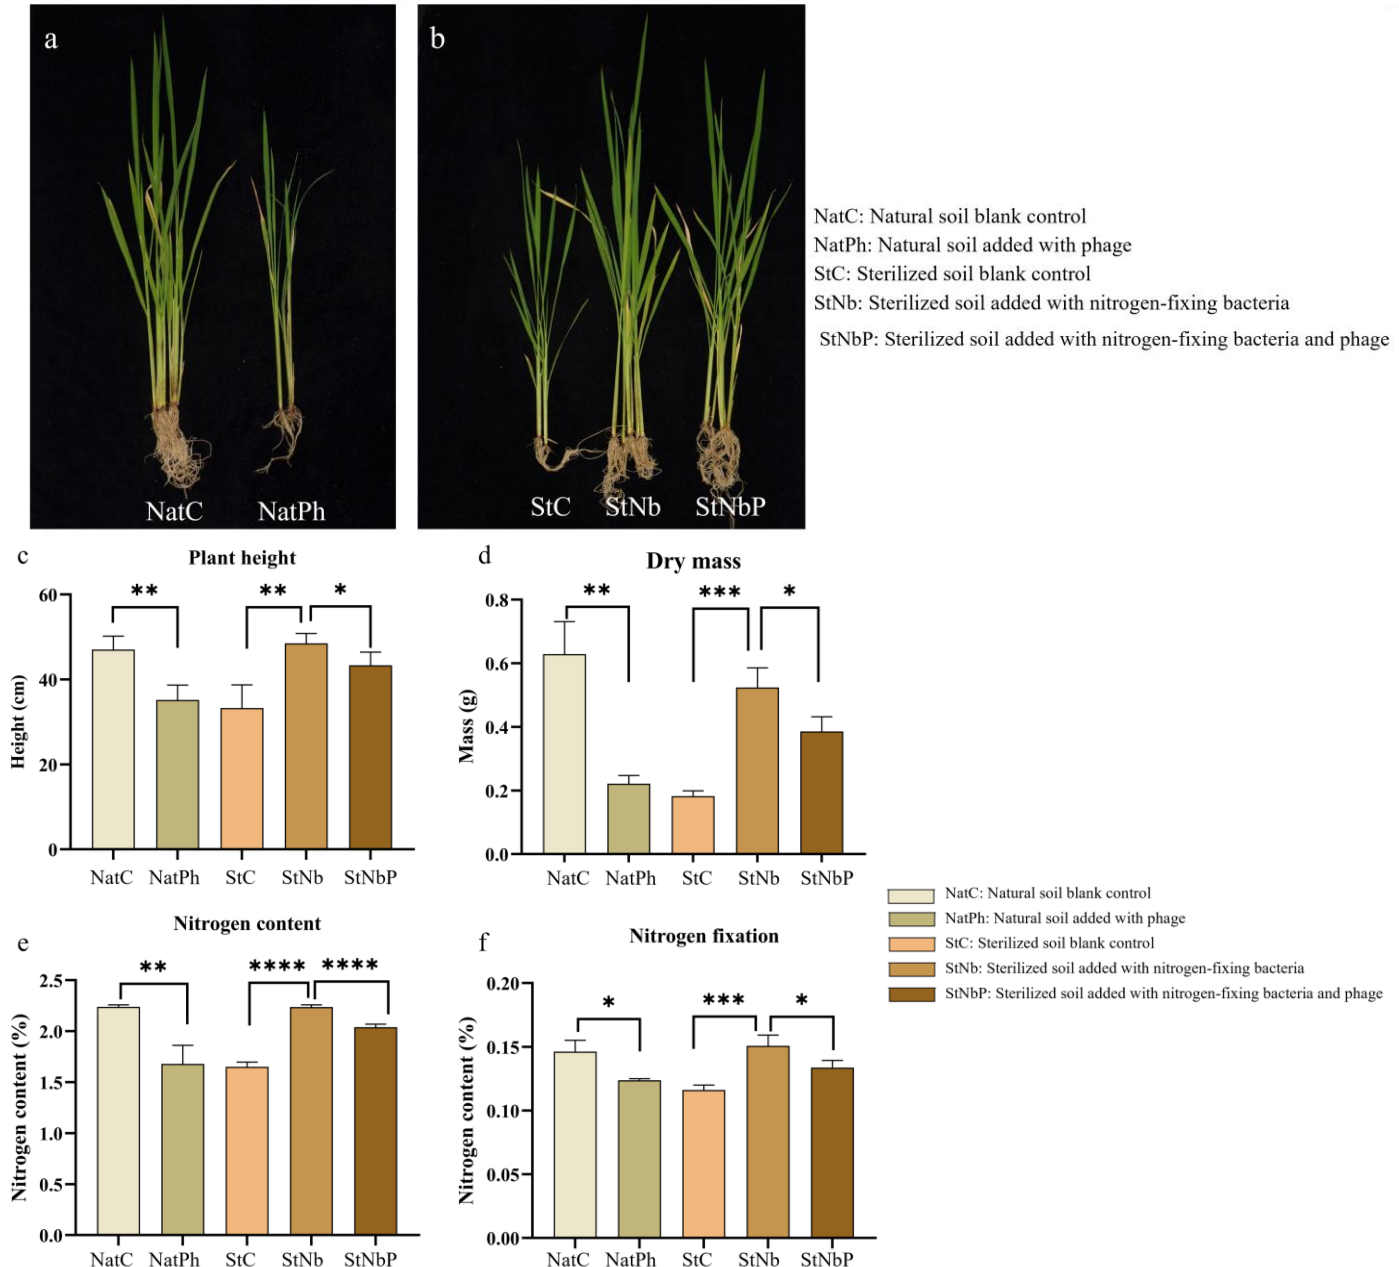 a
b
NatC
NatPh
StC
StNb
StNbP
NatC: Natural soil blank control
NatPh: Natural soil added with phage
StC: Sterilized soil blank control
StNb: Sterilized soil added with nitrogen-fixing bacteria
StNbP: Sterilized soil added with nitrogen-fixing bacteria and phage
c
Plant height
60
40
20
0
Height (cm)
**
**
*
NatC NatPh StC StNb StNbP
d
Dry mass
0.8
0.6
0.4
0.2
0.0
Mass (g)
**
***
*
NatC NatPh StC StNb StNbP
e
Nitrogen content
2.5
2.0
1.5
1.0
0.5
0.0
Nitrogen content (%)
**
****
****
NatC NatPh StC StNb StNbP
f
Nitrogen fixation
0.20
0.15
0.10
0.05
0.00
Nitrogen content (%)
*
***
*
NatC NatPh StC StNb StNbP
NatC: Natural soil blank control
NatPh: Natural soil added with phage
StC: Sterilized soil blank control
StNb: Sterilized soil added with nitrogen-fixing bacteria
StNbP: Sterilized soil added with nitrogen-fixing bacteria and phage